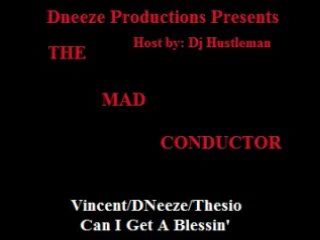 Dneeze Productions Presents
Host by: Dj Hustleman
THE
MAD
CONDUCTOR
Vincent/DNeeze/Thesio
Can I Get A Blessin'